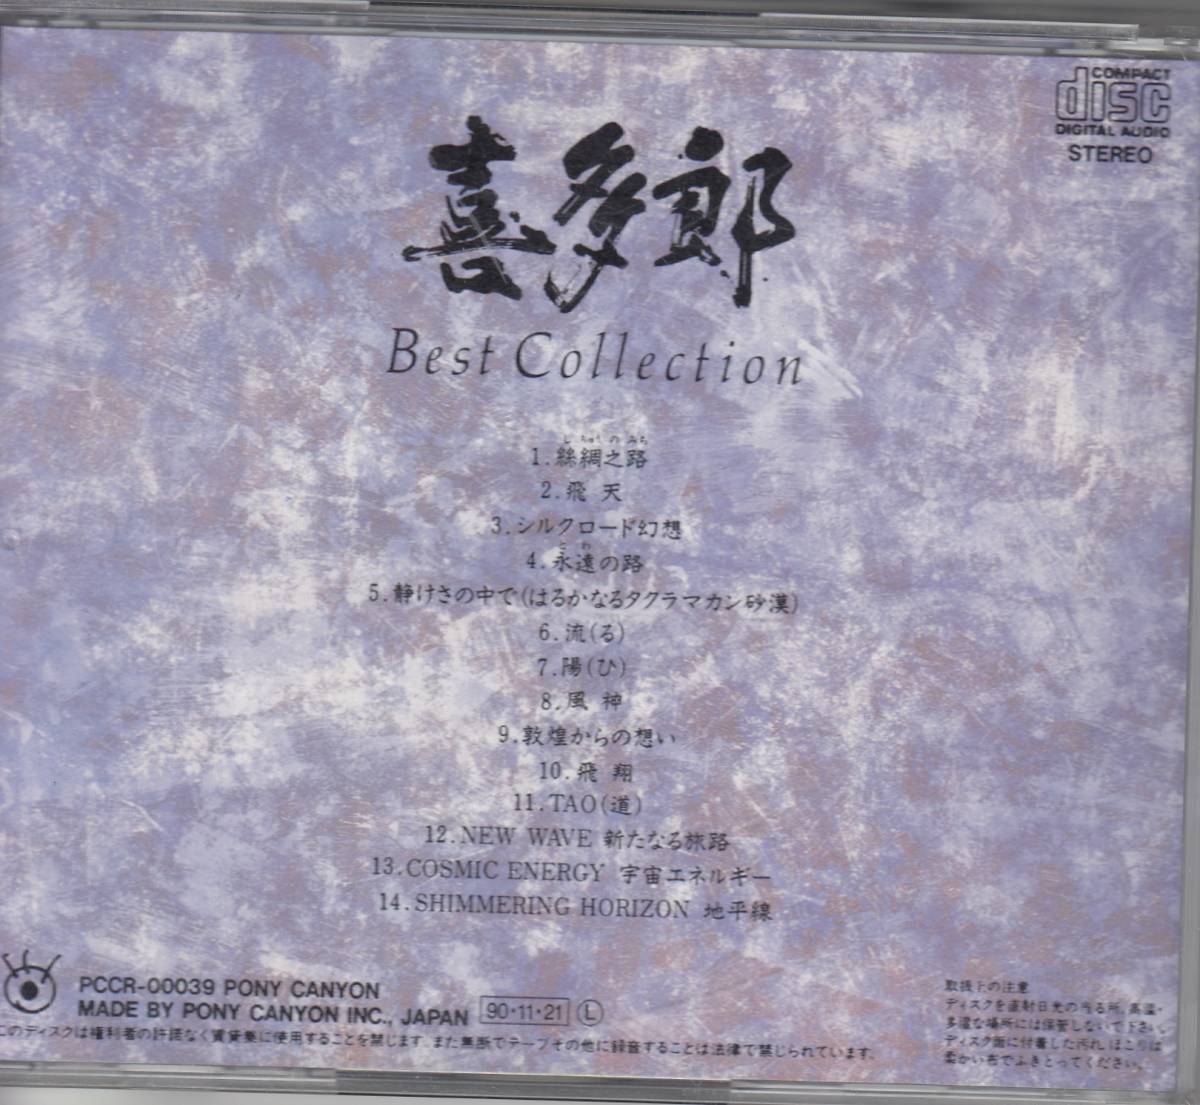 COMPACT
disc
DIGITAL AUDIO
STEREO
喜多郎
Best Collection
しちゅうのみち
1.絲綢之路
2.飛 天
3.シルクロード幻想
とわ
4.永遠の路
5.静けさの中で(はるかなるタクラマカン砂漠)
6.流(る)
7.陽(ひ)
8.風 神
9.敦煌からの想い
10.飛 翔
11.TAO(道)
12.NEW WAVE 新たなる旅路
13.COSMIC ENERGY 宇宙エネルギー
14.SHIMMERING HORIZON 地平線
PCCR-00039 PONY CANYON
MADE BY PONY CANYON INC., JAPAN 90・11・21 L
このディスクは権利者の許諾なく賃貸業に使用することを禁じます。また無断でテープその他に録音することは法律で禁じられています。
取扱上の注意
ディスクを直射日光の当る所、高温・
多湿な場所には保管しないで下さい。
ディスク面に付着した汚れ、ほこりは
柔かい布でふきとってください。